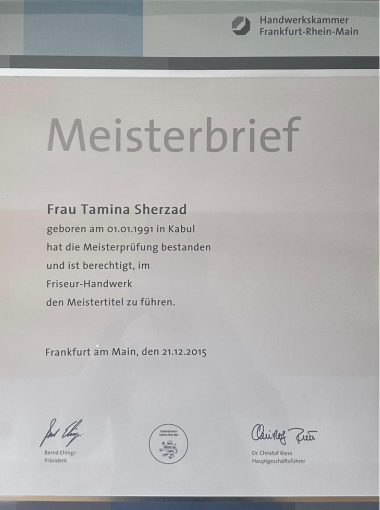 Handwerkskammer
Frankfurt-Rhein-Main
Meisterbrief
Frau Tamina Sherzad
geboren am 01.01.1991 in Kabul
hat die Meisterprüfung bestanden
und ist berechtigt, im
Friseur-Handwerk
den Meistertitel zu führen.
Frankfurt am Main, den 21.12.2015
Bernd Ehinger
Präsident
Dr. Christof Riess
Hauptgeschäftsführer